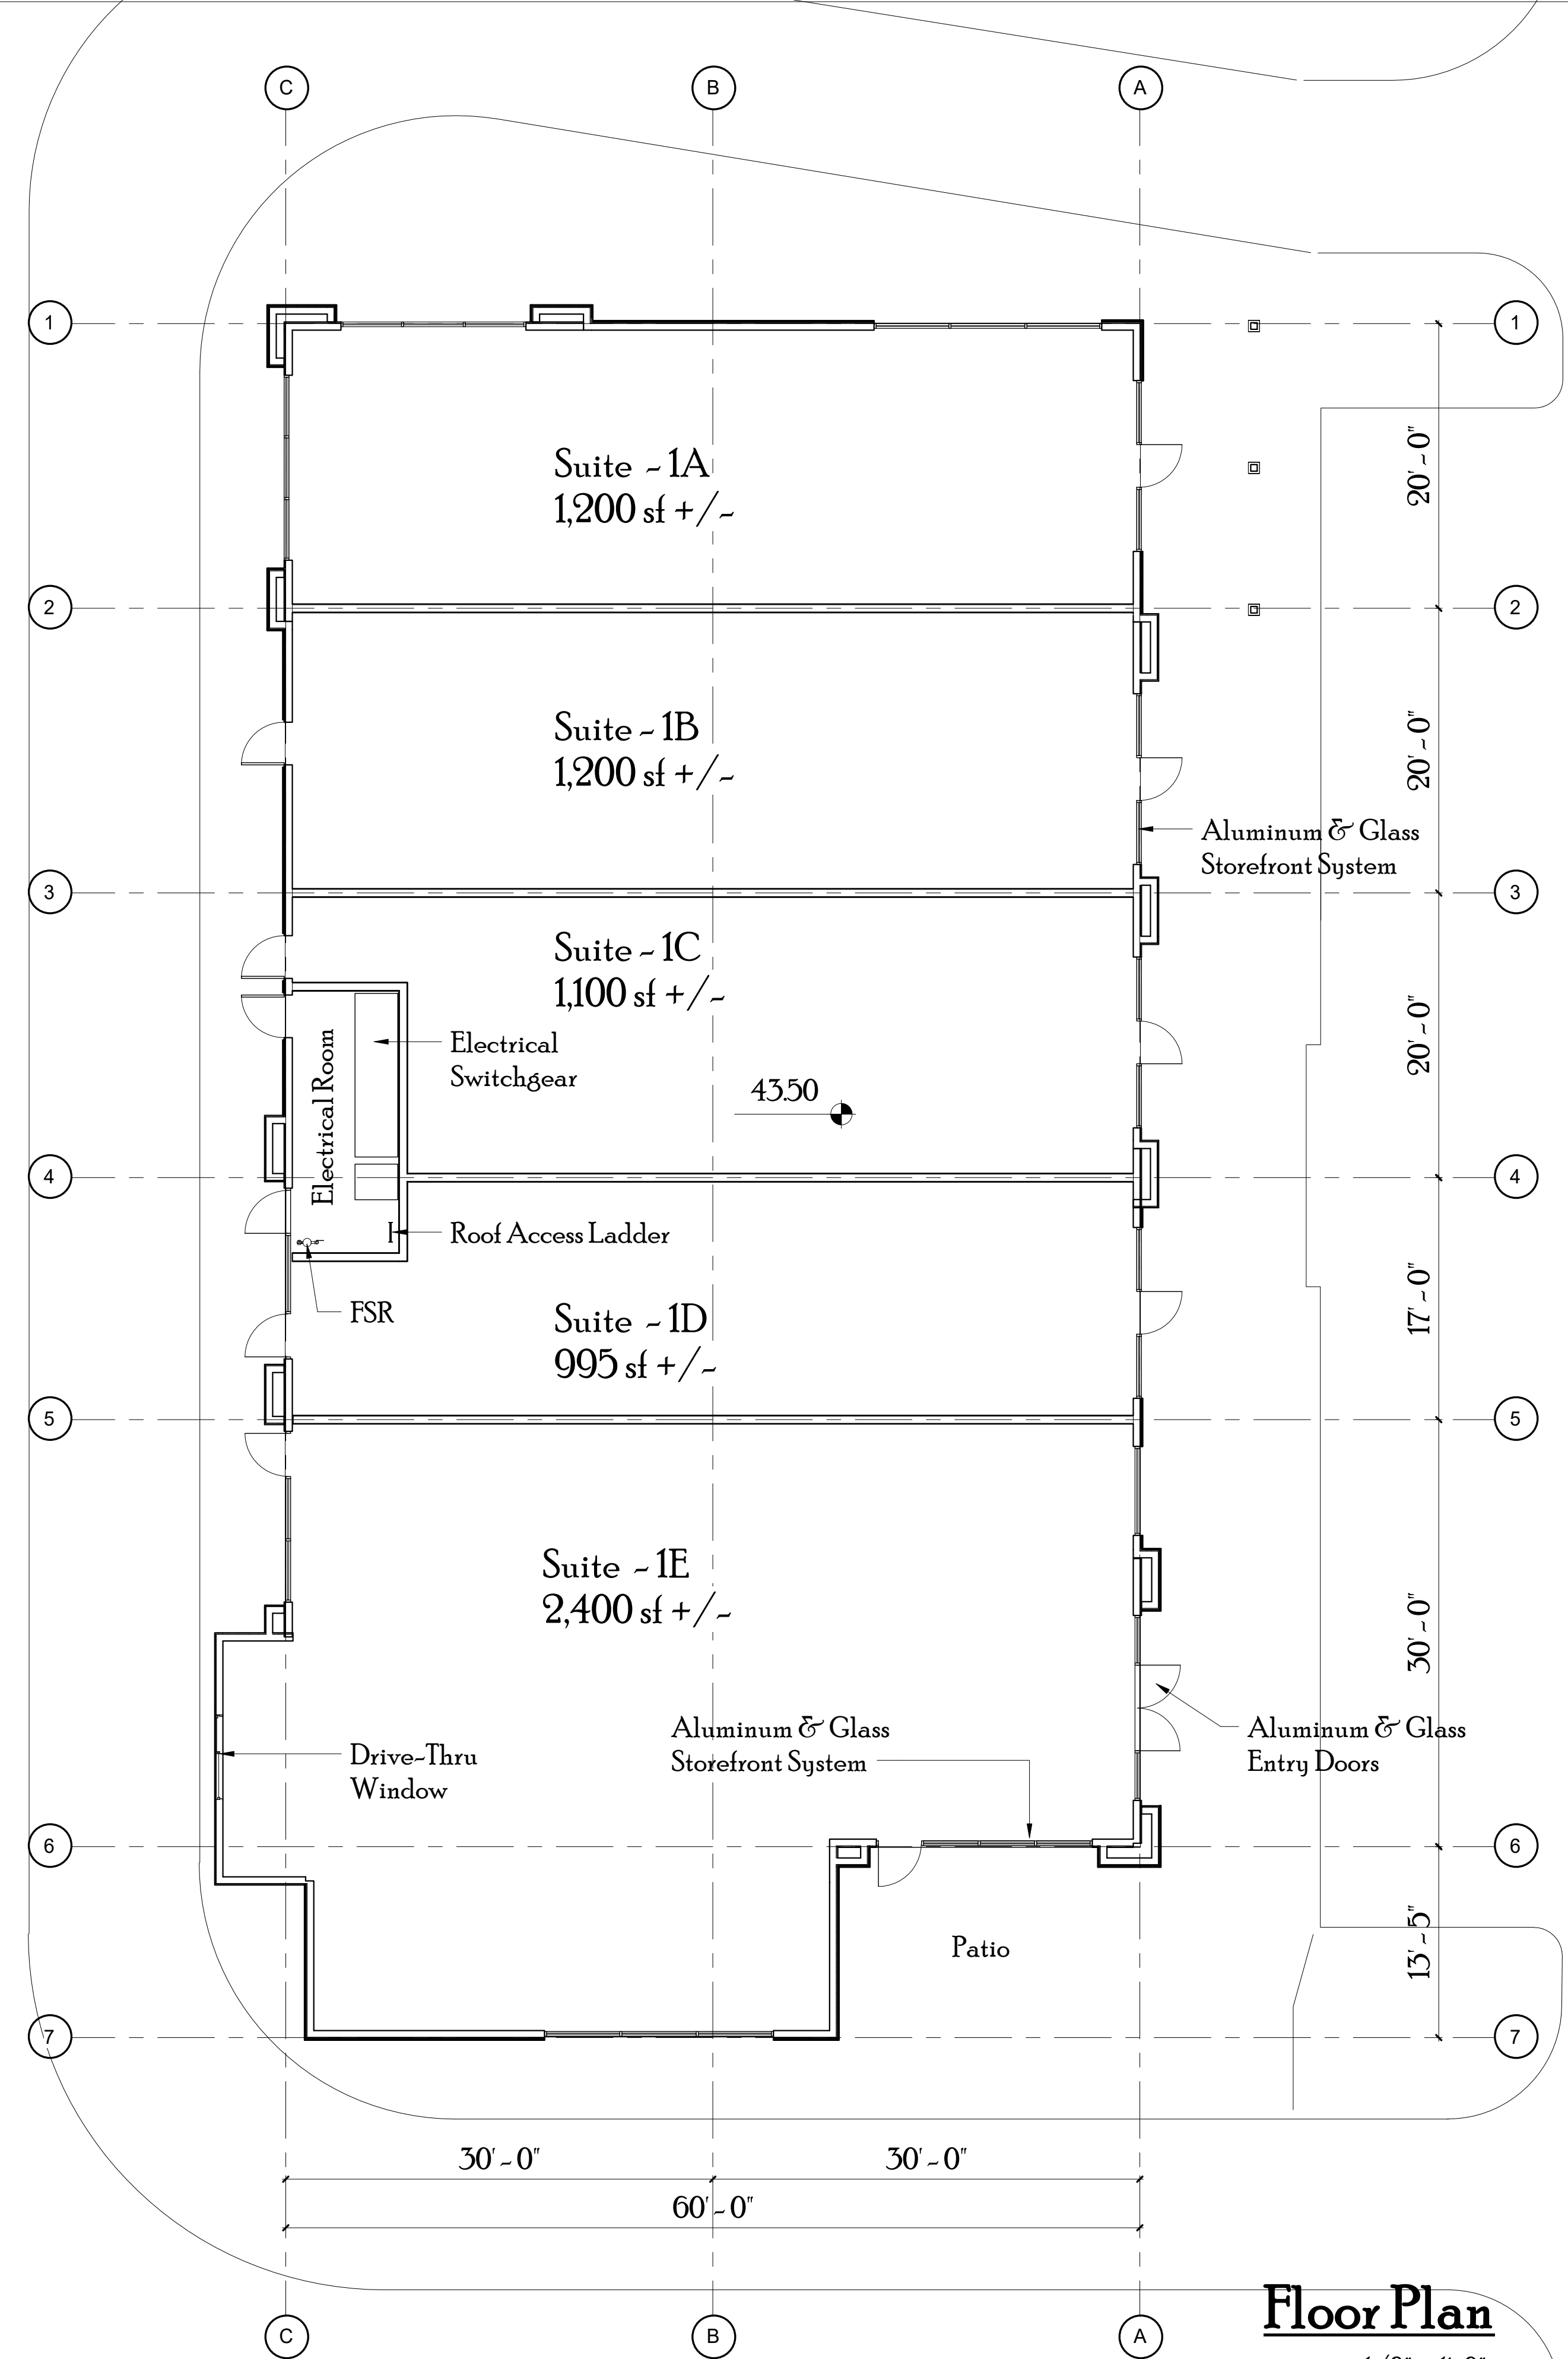 C
B
A
1
1
20'-0"
Suite - 1A
1,200 sf +/-
2
2
Suite - 1B
1,200 sf +/-
20'-0"
Aluminum & Glass
Storefront System
3
3
Suite - 1C
1,100 sf +/-
20'-0"
Electrical Room
Electrical
Switchgear
43.50
4
4
Roof Access Ladder
FSR
Suite - 1D
995 sf +/-
17'-0"
5
5
Suite - 1E
2,400 sf +/-
30'-0"
Drive-Thru
Window
Aluminum & Glass
Storefront System
Aluminum & Glass
Entry Doors
6
6
Patio
13'-5"
7
7
30'-0"
30'-0"
60'-0"
C
B
A
Floor Plan